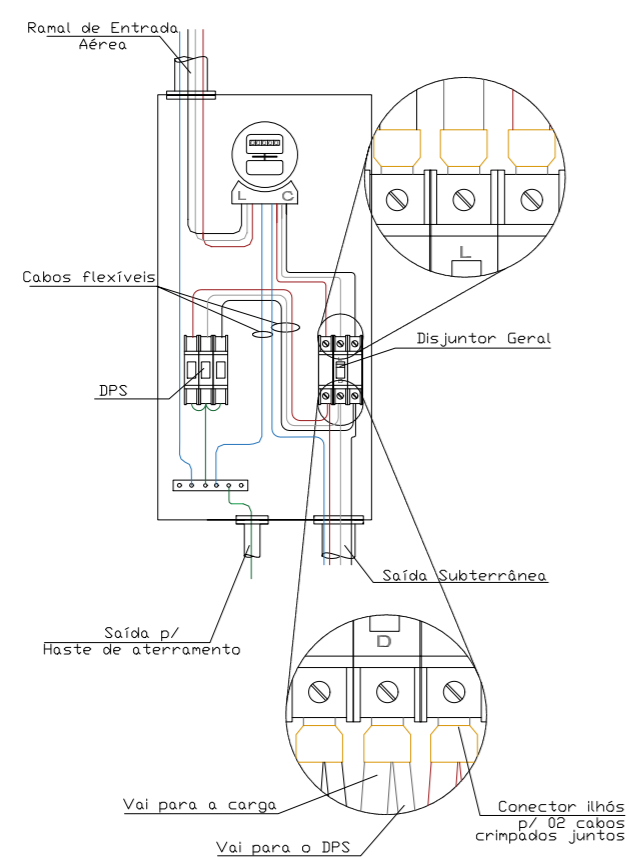 Ramal de Entrada
Aérea
L C
L
Cabos flexíveis
Disjuntor Geral
DPS
Saída Subterrânea
Saída p/
Haste de aterramento
D
Vai para a carga
Conector ilhós
p/ 02 cabos
crimpados juntos
Vai para o DPS